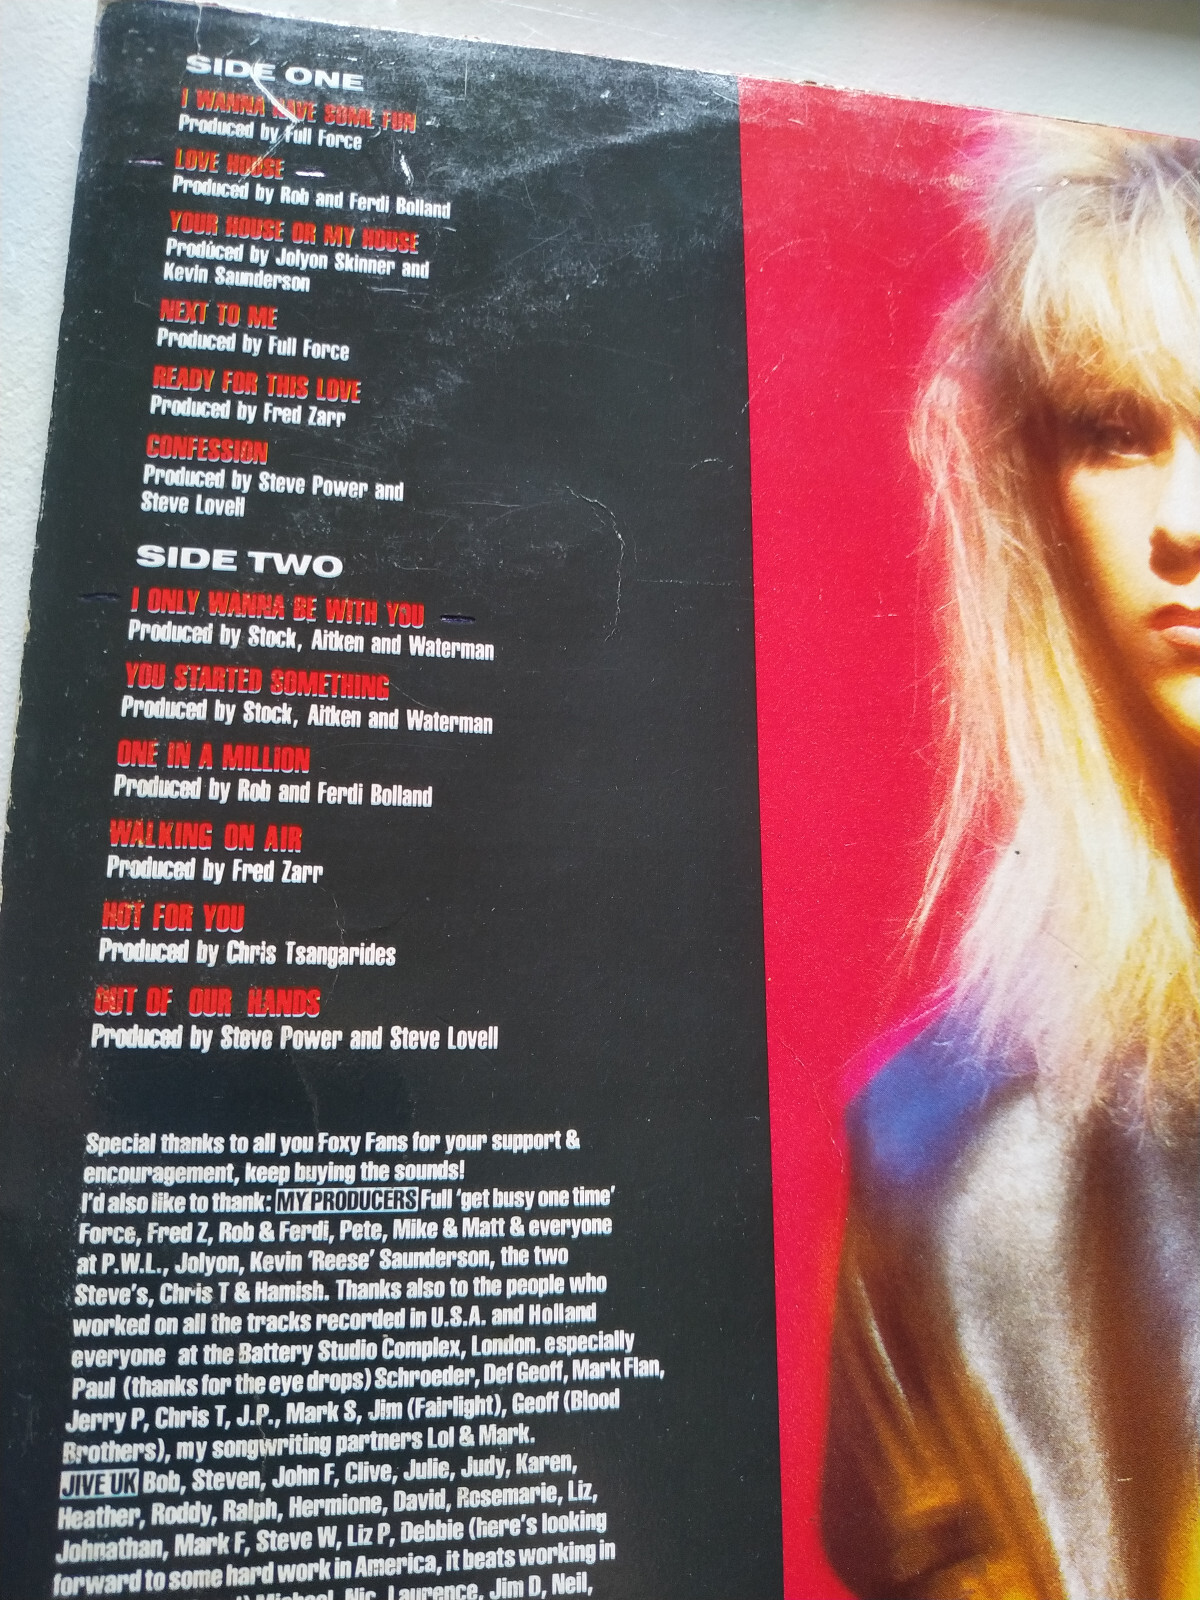 SIDE ONE
I WANNA HAVE SOME FUN
Produced by Full Force
LOVE HOUSE
Produced by Rob and Ferdi Bolland
YOUR HOUSE OR MY HOUSE
Produced by Jolyon Skinner and
Kevin Saunderson
NEXT TO ME
Produced by Full Force
READY FOR THIS LOVE
Produced by Fred Zarr
CONFESSION
Produced by Steve Power and
Steve Lovell
SIDE TWO
I ONLY WANNA BE WITH YOU
Produced by Stock, Aitken and Waterman
YOU STARTED SOMETHING
Produced by Stock, Aitken and Waterman
ONE IN A MILLION
Produced by Rob and Ferdi Bolland
WALKING ON AIR
Produced by Fred Zarr
HOT FOR YOU
Produced by Chris Tsangarides
OUT OF OUR HANDS
Produced by Steve Power and Steve Lovell
Special thanks to all you Foxy Fans for your support &
encouragement, keep buying the sounds!
I'd also like to thank: MY PRODUCERS Full 'get busy one time'
Force, Fred Z, Rob & Ferdi, Pete, Mike & Matt & everyone
at P.W.L., Jolyon, Kevin 'Reese' Saunderson, the two
Steve's, Chris T & Hamish. Thanks also to the people who
worked on all the tracks recorded in U.S.A. and Holland
everyone at the Battery Studio Complex, London. especially
Paul (thanks for the eye drops) Schroeder, Def Geoff, Mark Flan,
Jerry P, Chris T, J.P., Mark S, Jim (Fairlight), Geoff (Blood
Brothers), my songwriting partners Lol & Mark.
JIVE UK Bob, Steven, John F, Clive, Julie, Judy, Karen,
Heather, Roddy, Ralph, Hermione, David, Rosemarie, Liz,
Johnathan, Mark F, Steve W, Liz P, Debbie (here's looking
forward to some hard work in America, it beats working in
Michael, Nic, Laurence, Jim D, Neil,